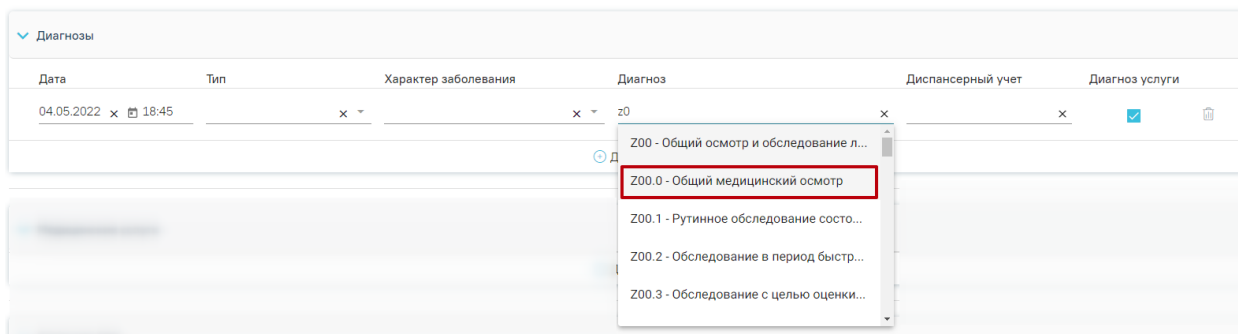 Диагнозы
Дата Тип Характер заболевания Диагноз Диспансерный учет Диагноз услуги
04.05.2022 18:45 z0
Z00 - Общий осмотр и обследование л...
Z00.0 - Общий медицинский осмотр
Z00.1 - Рутинное обследование состо...
Z00.2 - Обследование в период быстр...
Z00.3 - Обследование с целью оценки...